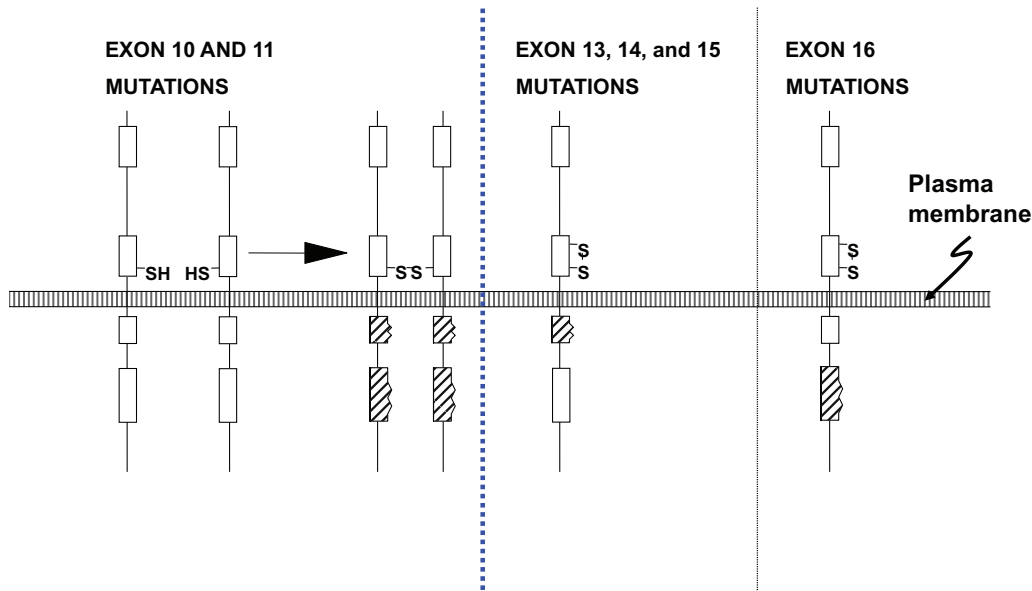 EXON 10 AND 11
MUTATIONS
EXON 13, 14, and 15
MUTATIONS
EXON 16
MUTATIONS
Plasma
membrane
SH HS
S S
S
S
S
S